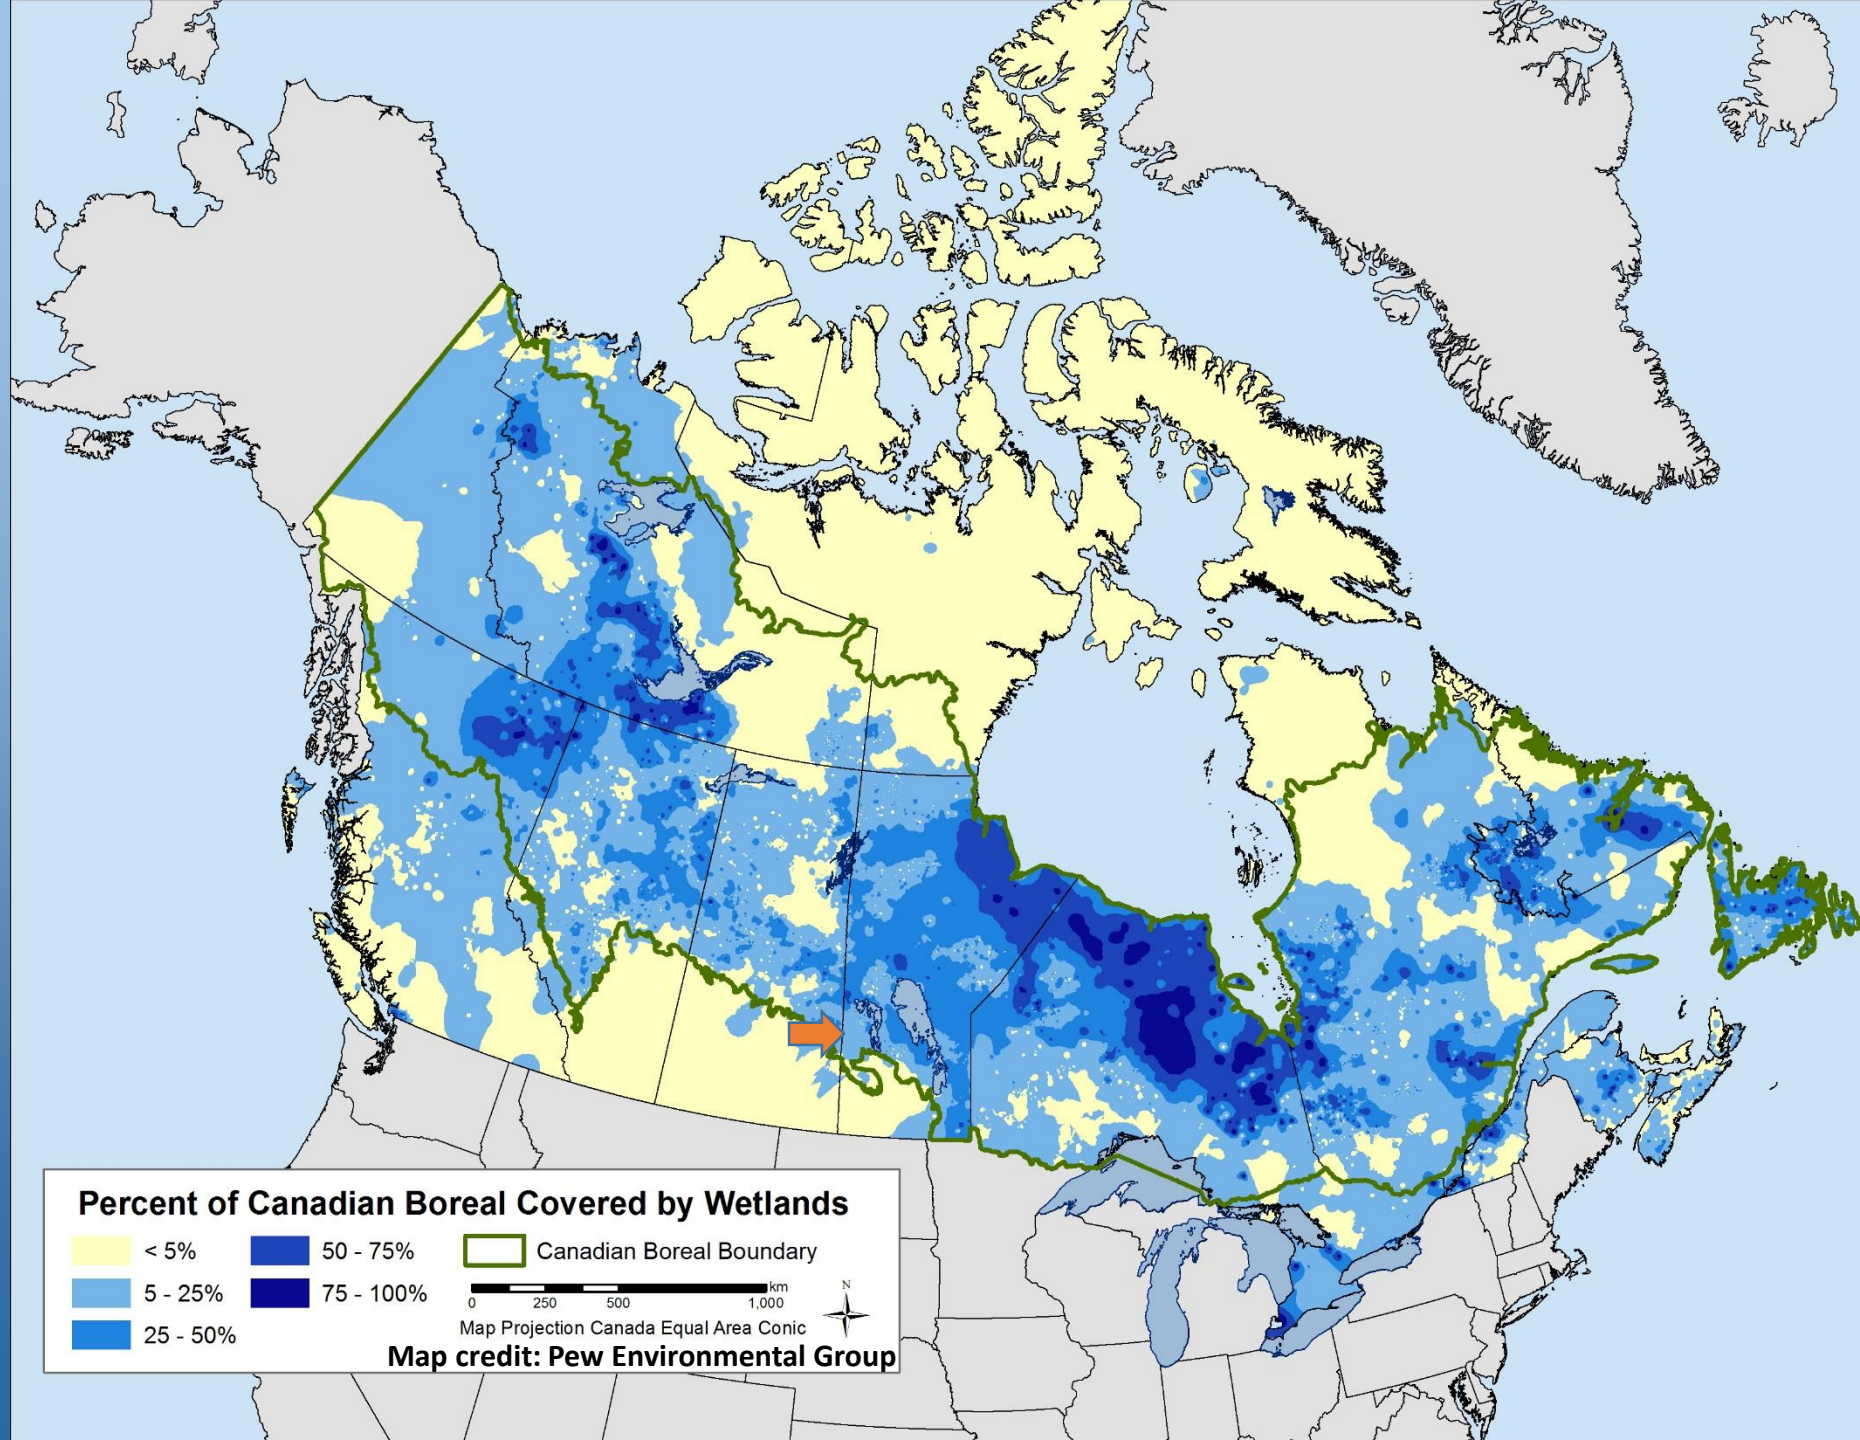 Percent of Canadian Boreal Covered by Wetlands
< 5%
5 - 25%
25 - 50%
50 - 75%
75 - 100%
Canadian Boreal Boundary
km
0 250 500 1,000
N
Map Projection Canada Equal Area Conic
Map credit: Pew Environmental Group